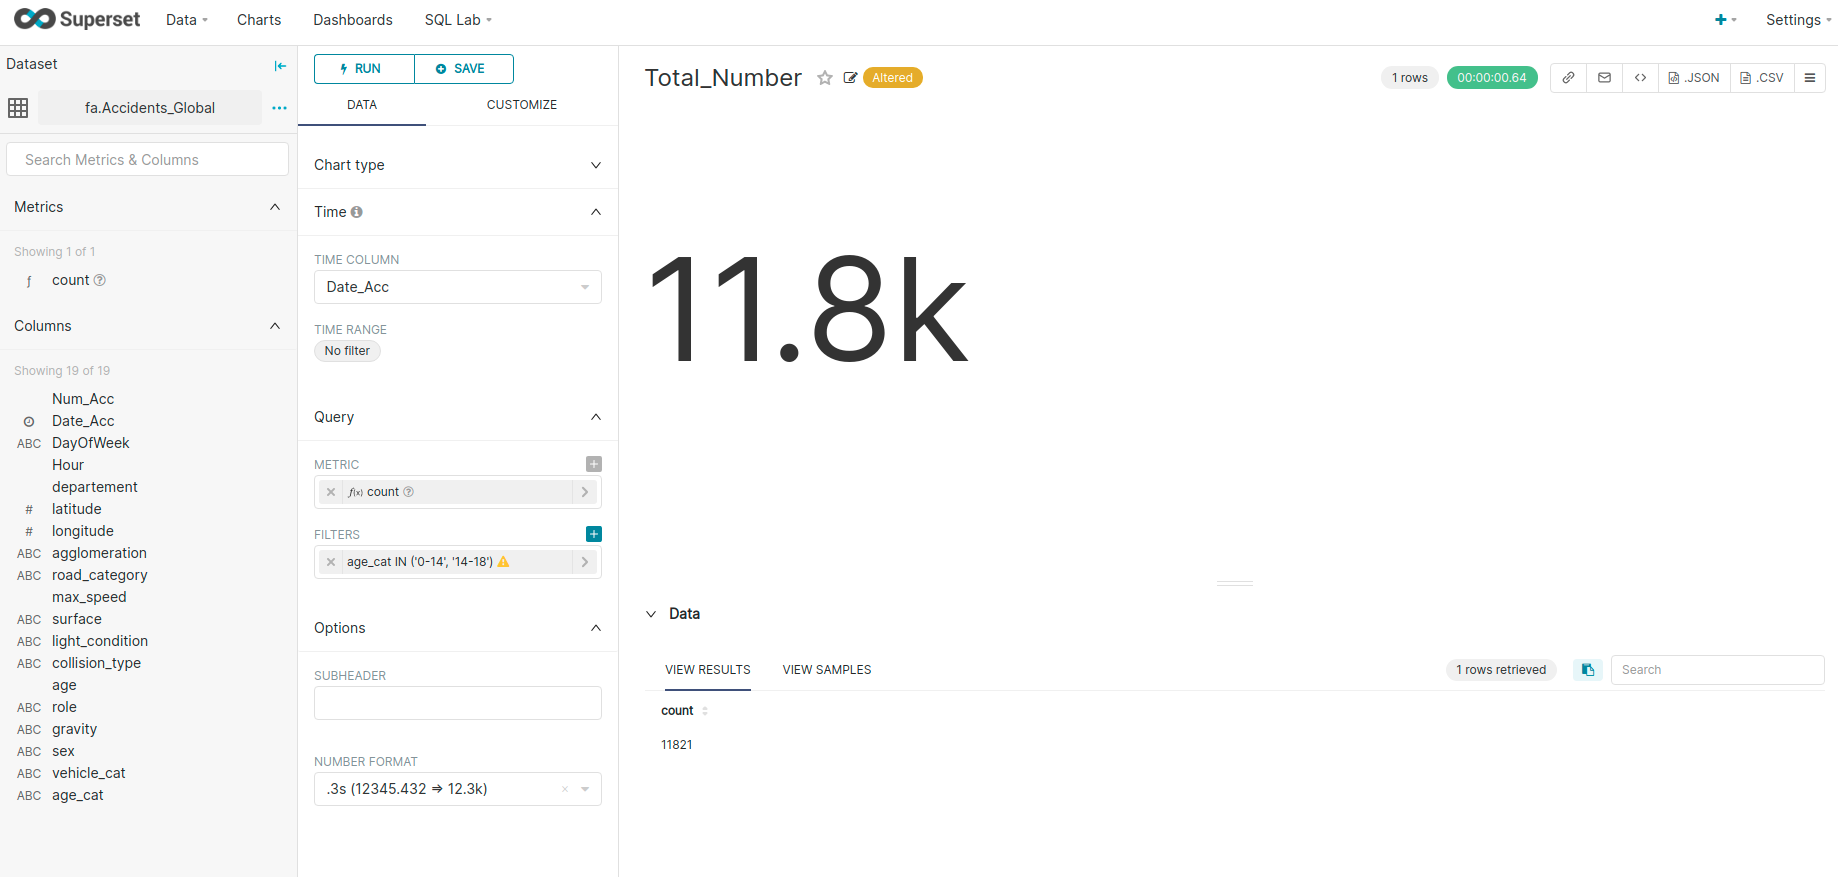 Superset Data Charts Dashboards SQL Lab + Settings
Dataset
fa.Accidents_Global
Search Metrics & Columns
Metrics
Showing 1 of 1
ƒ count ?
Columns
Showing 19 of 19
Num_Acc
Date_Acc
ABC DayOfWeek
Hour
departement
# latitude
# longitude
ABC agglomeration
ABC road_category
max_speed
ABC surface
ABC light_condition
ABC collision_type
age
ABC role
ABC gravity
ABC sex
ABC vehicle_cat
ABC age_cat
RUN SAVE
DATA CUSTOMIZE
Chart type
Time
TIME COLUMN
Date_Acc
TIME RANGE
No filter
Query
METRIC
× ƒ(x) count ?
FILTERS
× age_cat IN ('0-14', '14-18')
Options
SUBHEADER
NUMBER FORMAT
.3s (12345.432 ⇒ 12.3k) ×
Total_Number Altered 1 rows 00:00:00.64 .JSON .CSV
11.8k
Data
VIEW RESULTS VIEW SAMPLES 1 rows retrieved Search
count
11821